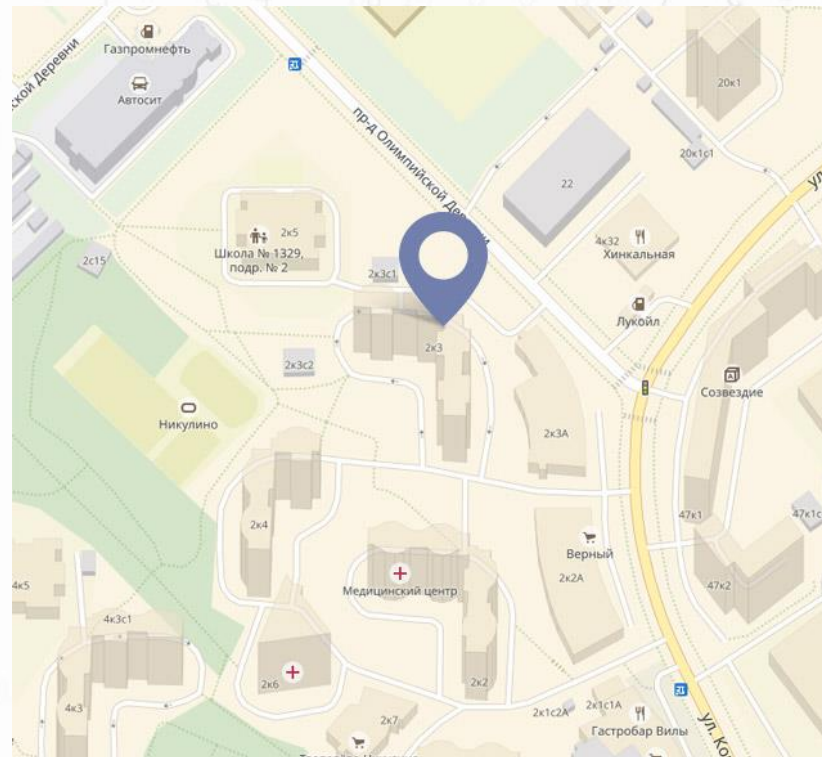 Газпромнефть
Автосит
ской Деревни
пр-д Олимпийской Деревни
20к1
20к1с1
22
ул
2к5
Школа № 1329,
подр. № 2
2с15
2к3с1
4к32
Хинкальная
Лукойл
2к3
2к3с2
Созвездие
Никулино
2к3А
2к4
47к1
47к1с
Верный
2к2А
Медицинский центр
4к5
47к2
4к3с1
2к6
2к2
4к3
2к7
2к1с2А
2к1с1А
Гастробар Вилы
ул. Ко